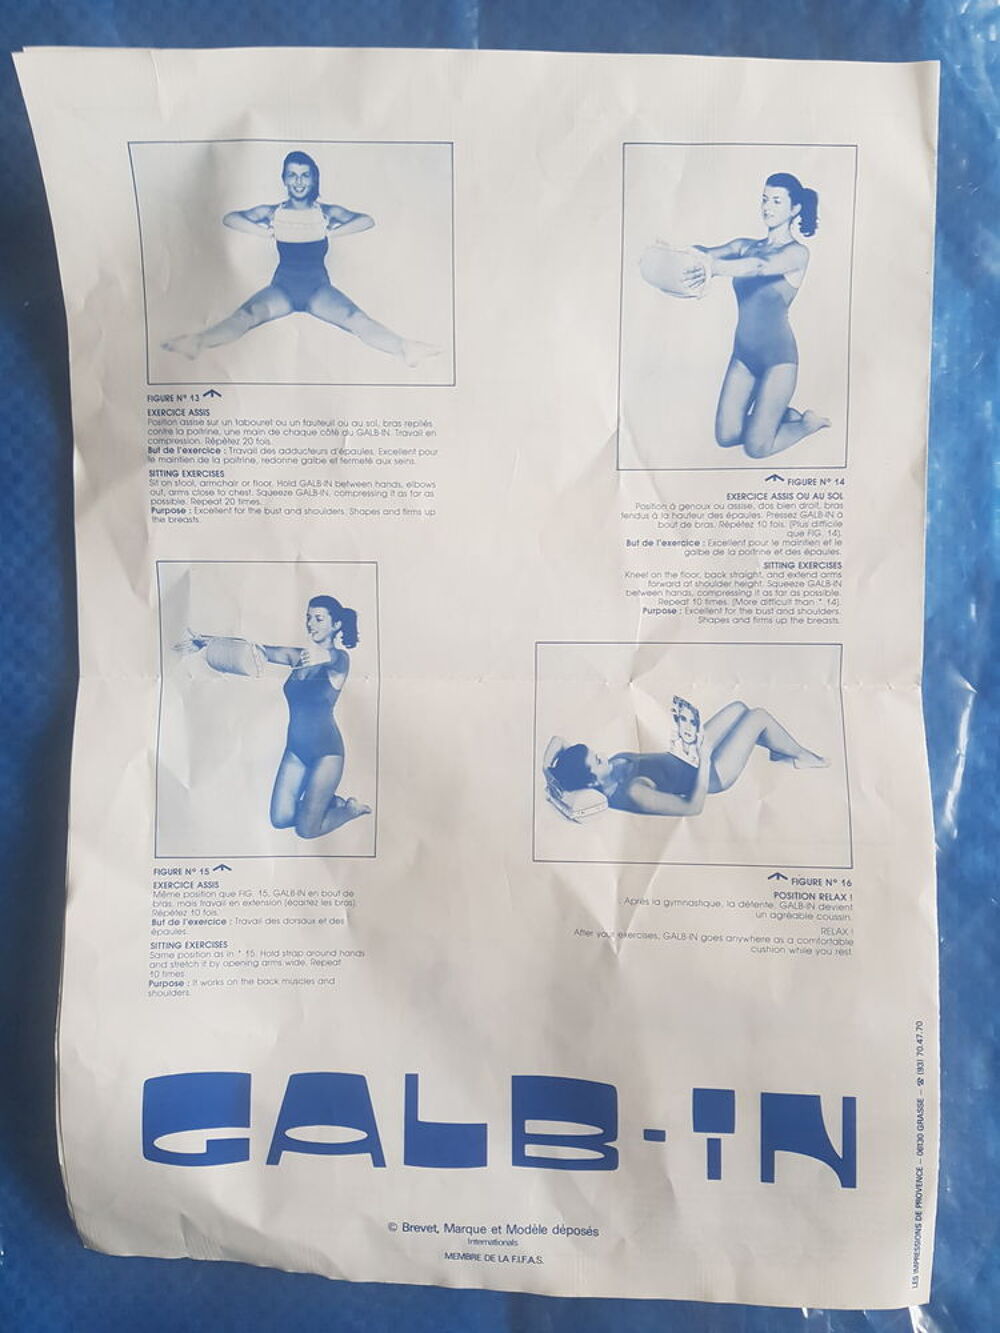 FIGURE N° 13
EXERCICE ASSIS
Position assise sur un tabouret ou un fauteuil ou au sol, bras repliés
contre la poitrine, une main de chaque côté du GALB-IN. Travail en
compression. Répétez 20 fois.
But de l'exercice : Travail des adducteurs d'épaules. Excellent pour
le maintien de la poitrine, redonne galbe et fermeté aux seins.
SITTING EXERCISES
Sit on stool, armchair or floor. Hold GALB-IN between hands, elbows
out, arms close to chest. Squeeze GALB-IN, compressing it as far as
possible. Repeat 20 times.
Purpose : Excellent for the bust and shoulders. Shapes and firms up
the breasts.
FIGURE N° 14
EXERCICE ASSIS OU AU SOL
Position à genoux ou assise, dos bien droit, bras
tendus à la hauteur des épaules. Pressez GALB-IN à
bout de bras. Répétez 10 fois. (Plus difficile
que FIG. 14).
But de l'exercice : Excellent pour le maintien et le
galbe de la poitrine et des épaules.
SITTING EXERCISES
Kneel on the floor, back straight, and extend arms
forward at shoulder height. Squeeze GALB-IN
between hands, compressing it as far as possible.
Repeat 10 times. (More difficult than ° 14).
Purpose : Excellent for the bust and shoulders.
Shapes and firms up the breasts.
FIGURE N° 15
EXERCICE ASSIS
Même position que FIG. 15, GALB-IN en bout de
bras, mais travail en extension (écartez les bras).
Répétez 10 fois.
But de l'exercice : Travail des dorsaux et des
épaules.
SITTING EXERCISES
Same position as in ° 15. Hold strap around hands
and stretch it by opening arms wide. Repeat
10 times
Purpose : It works on the back muscles and
shoulders.
FIGURE N° 16
POSITION RELAX !
Après la gymnastique, la détente. GALB-IN devient
un agréable coussin.
RELAX !
After your exercises, GALB-IN goes anywhere as a comfortable
cushion while you rest.
GALB-IN
© Brevet, Marque et Modèle déposés
Internationals
MEMBRE DE LA F.I.F.A.S.
LES IMPRESSIONS DE PROVENCE — 06130 GRASSE — ☎ (93) 70.47.70